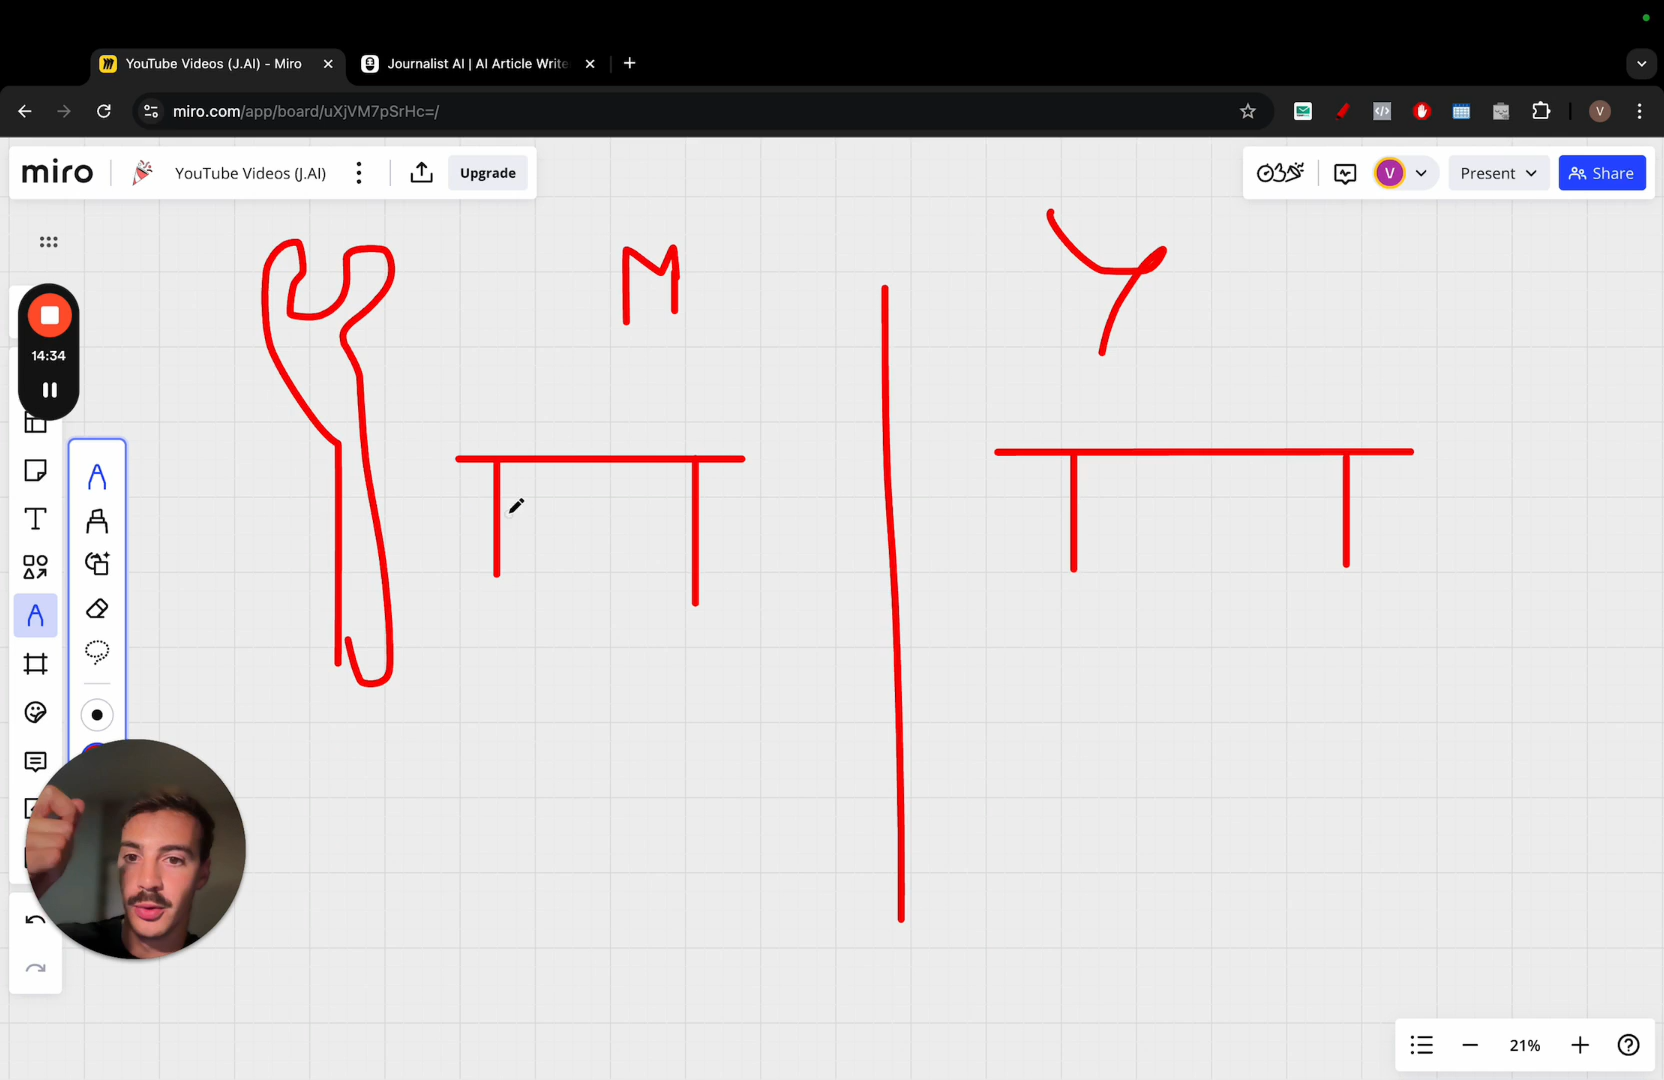 YouTube Videos (J.AI) - Miro
Journalist AI | AI Article Write
miro.com/app/board/uXjVM7pSrHc=/
V
miro
YouTube Videos (J.AI)
Upgrade
V
Present
Share
14:34
M
Y
21%